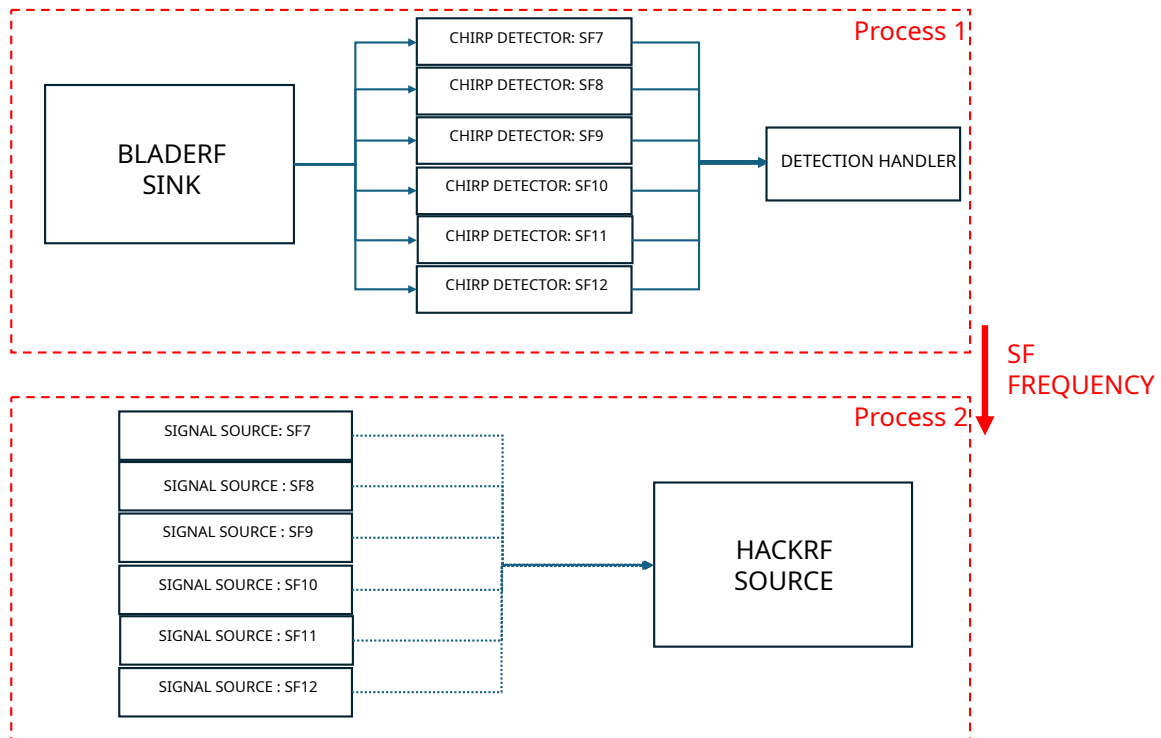 Process 1
CHIRP DETECTOR: SF7
CHIRP DETECTOR: SF8
CHIRP DETECTOR: SF9
CHIRP DETECTOR: SF10
CHIRP DETECTOR: SF11
CHIRP DETECTOR: SF12
BLADERF
SINK
DETECTION HANDLER
SF
FREQUENCY
Process 2
SIGNAL SOURCE: SF7
SIGNAL SOURCE : SF8
SIGNAL SOURCE : SF9
SIGNAL SOURCE : SF10
SIGNAL SOURCE : SF11
SIGNAL SOURCE : SF12
HACKRF
SOURCE